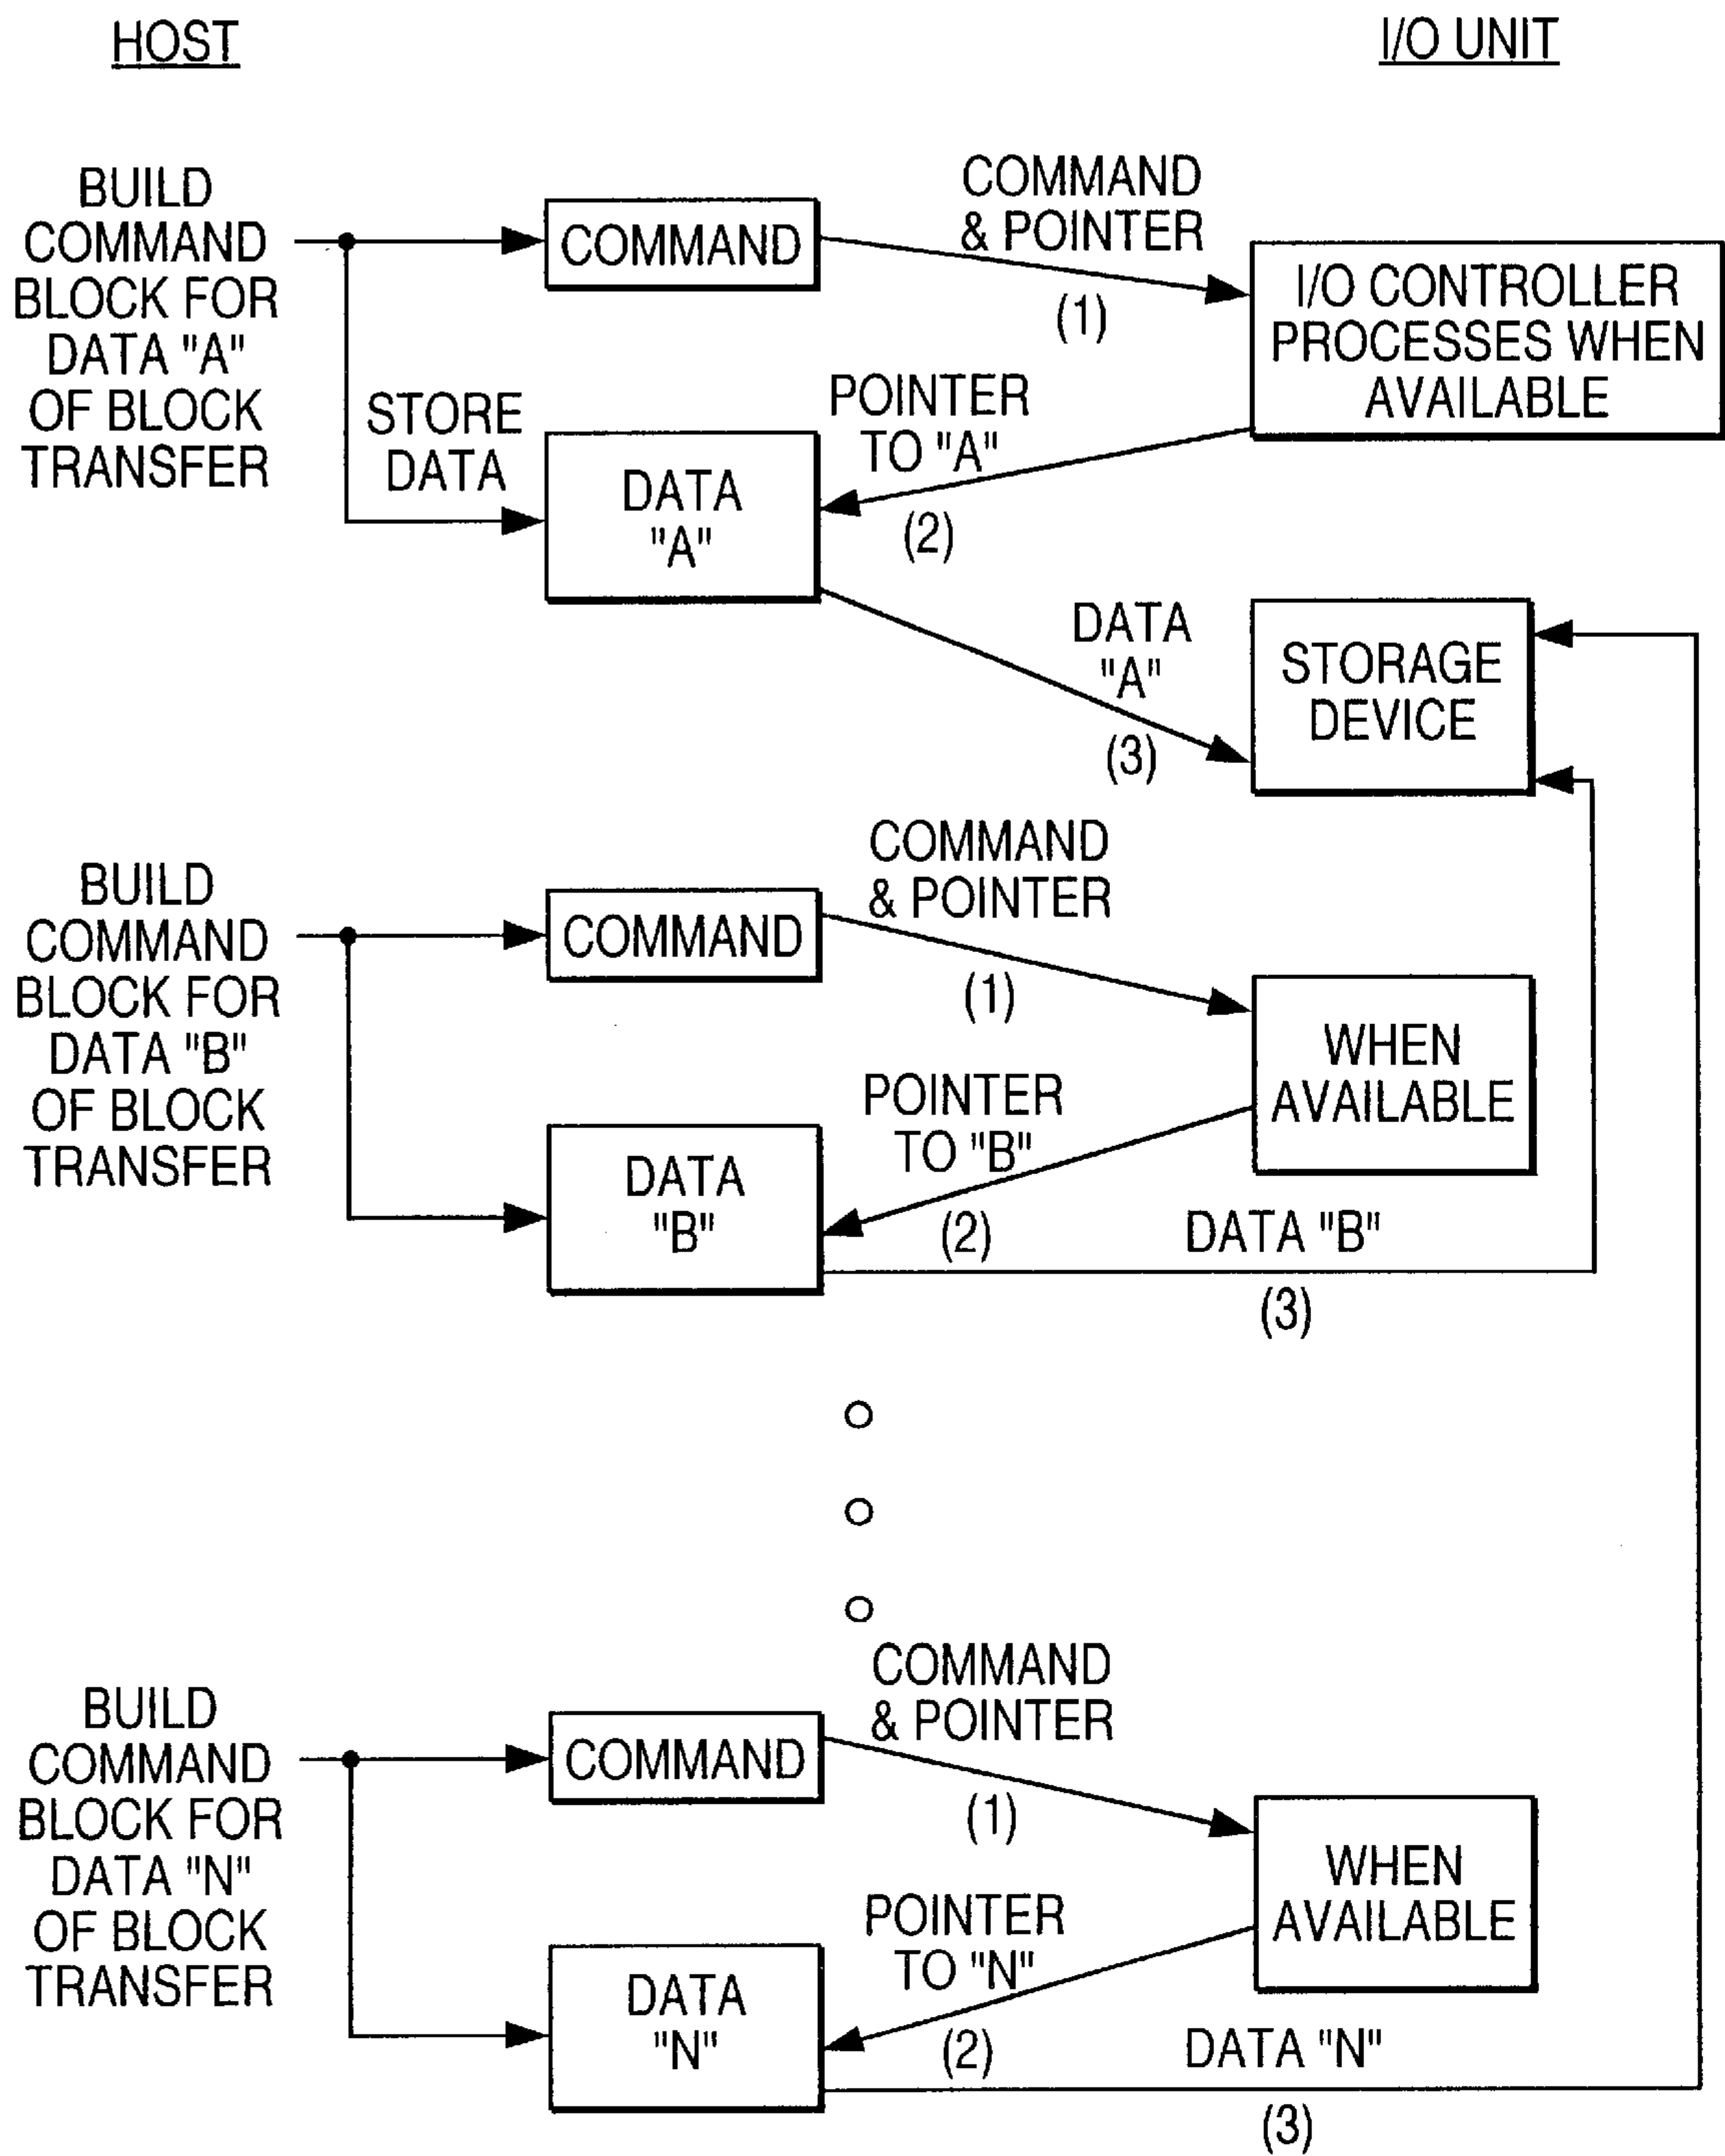 HOST
I/O UNIT
BUILD
COMMAND
BLOCK FOR
DATA "A"
OF BLOCK
TRANSFER
STORE
DATA
COMMAND
DATA
"A"
COMMAND
& POINTER
(1)
POINTER
TO "A"
(2)
I/O CONTROLLER
PROCESSES WHEN
AVAILABLE
DATA
"A"
(3)
STORAGE
DEVICE
BUILD
COMMAND
BLOCK FOR
DATA "B"
OF BLOCK
TRANSFER
COMMAND
DATA
"B"
COMMAND
& POINTER
(1)
POINTER
TO "B"
(2)
WHEN
AVAILABLE
DATA "B"
(3)
BUILD
COMMAND
BLOCK FOR
DATA "N"
OF BLOCK
TRANSFER
COMMAND
DATA
"N"
COMMAND
& POINTER
(1)
POINTER
TO "N"
(2)
WHEN
AVAILABLE
DATA "N"
(3)